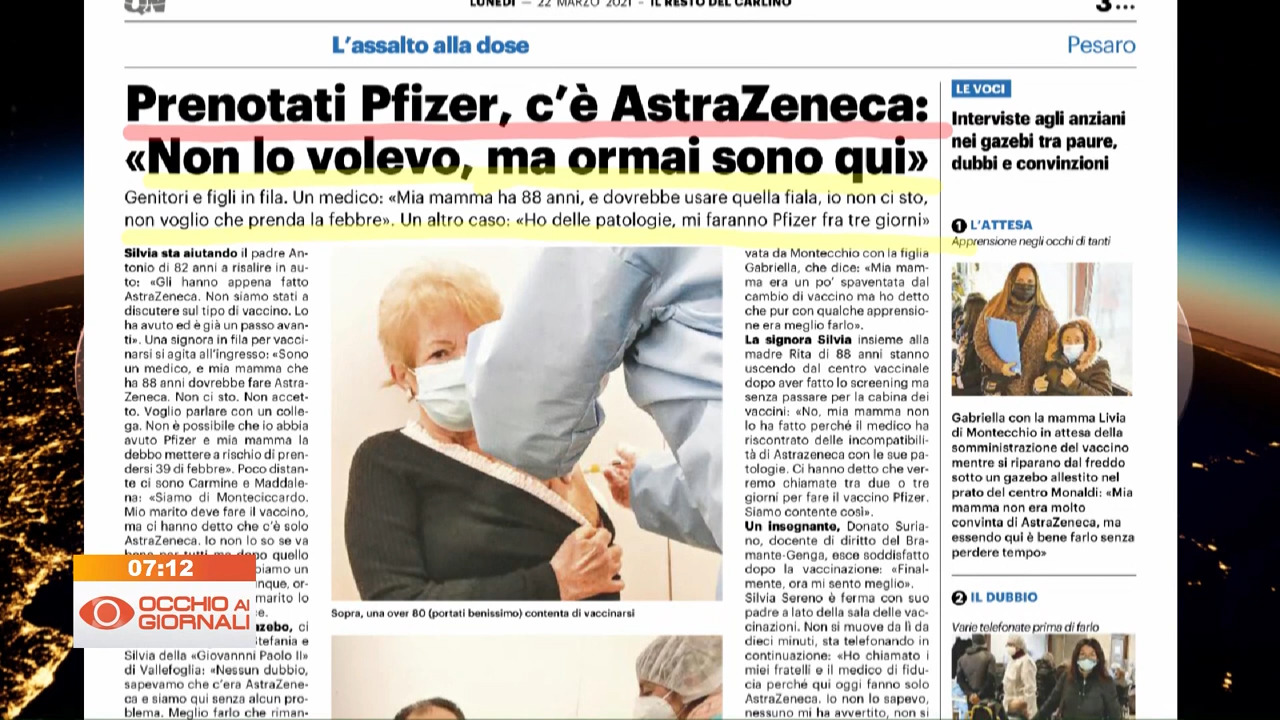 QN
LUNEDÌ — 22 MARZO 2021 – IL RESTO DEL CARLINO
3...
L'assalto alla dose
Pesaro
Prenotati Pfizer, c'è AstraZeneca:
«Non lo volevo, ma ormai sono qui»
Genitori e figli in fila. Un medico: «Mia mamma ha 88 anni, e dovrebbe usare quella fiala, io non ci sto,
non voglio che prenda la febbre». Un altro caso: «Ho delle patologie, mi faranno Pfizer fra tre giorni»
Silvia sta aiutando il padre An-
tonio di 82 anni a risalire in au-
to: «Gli hanno appena fatto
AstraZeneca. Non siamo stati a
discutere sul tipo di vaccino. Lo
ha avuto ed è già un passo avan-
ti». Una signora in fila per vacci-
narsi si agita all'ingresso: «Sono
un medico, e mia mamma che
ha 88 anni dovrebbe fare Astra-
Zeneca. Non ci sto. Non accet-
to. Voglio parlare con un colle-
ga. Non è possibile che io abbia
avuto Pfizer e mia mamma la
debbo mettere a rischio di pren-
dersi 39 di febbre». Poco distan-
te ci sono Carmine e Maddale-
na: «Siamo di Monteciccardo.
Mio marito deve fare il vaccino,
ma ci hanno detto che c'è solo
AstraZeneca. Io non lo so se va
bene per tutti, ma dono quello
biamo un
nque, or-
marito lo
ce.
azebo, ci
Stefania e
Silvia della «Giovannni Paolo II»
di Vallefoglia: «Nessun dubbio,
sapevamo che c'era AstraZene-
ca e siamo qui senza alcun pro-
blema. Meglio farlo che riman-
07:12
OCCHIO AI
GIORNALI
Sopra, una over 80 (portati benissimo) contenta di vaccinarsi
vata da Montecchio con la figlia
Gabriella, che dice: «Mia mam-
ma era un po' spaventata dal
cambio di vaccino ma ho detto
che pur con qualche apprensio-
ne era meglio farlo».
La signora Silvia insieme alla
madre Rita di 88 anni stanno
uscendo dal centro vaccinale
dopo aver fatto lo screening ma
senza passare per la cabina dei
vaccini: «No, mia mamma non
lo ha fatto perché il medico ha
riscontrato delle incompatibili-
tà di Astrazeneca con le sue pa-
tologie. Ci hanno detto che ver-
remo chiamate tra due o tre
giorni per fare il vaccino Pfizer.
Siamo contente così».
Un insegnante, Donato Suria-
no, docente di diritto del Bra-
mante-Genga, esce soddisfatto
dopo la vaccinazione: «Final-
mente, ora mi sento meglio».
Silvia Sereno è ferma con suo
padre a lato della sala delle vac-
cinazioni. Non si muove da lì da
dieci minuti, sta telefonando in
continuazione: «Ho chiamato i
miei fratelli e il medico di fidu-
cia perché qui oggi fanno solo
AstraZeneca. Io non lo sapevo,
nessuno mi ha avvertito, non si
LE VOCI
Interviste agli anziani
nei gazebi tra paure,
dubbi e convinzioni
1 L'ATTESA
Apprensione negli occhi di tanti
Gabriella con la mamma Livia
di Montecchio in attesa della
somministrazione del vaccino
mentre si riparano dal freddo
sotto un gazebo allestito nel
prato del centro Monaldi: «Mia
mamma non era molto
convinta di AstraZeneca, ma
essendo qui è bene farlo senza
perdere tempo»
2 IL DUBBIO
Varie telefonate prima di farlo